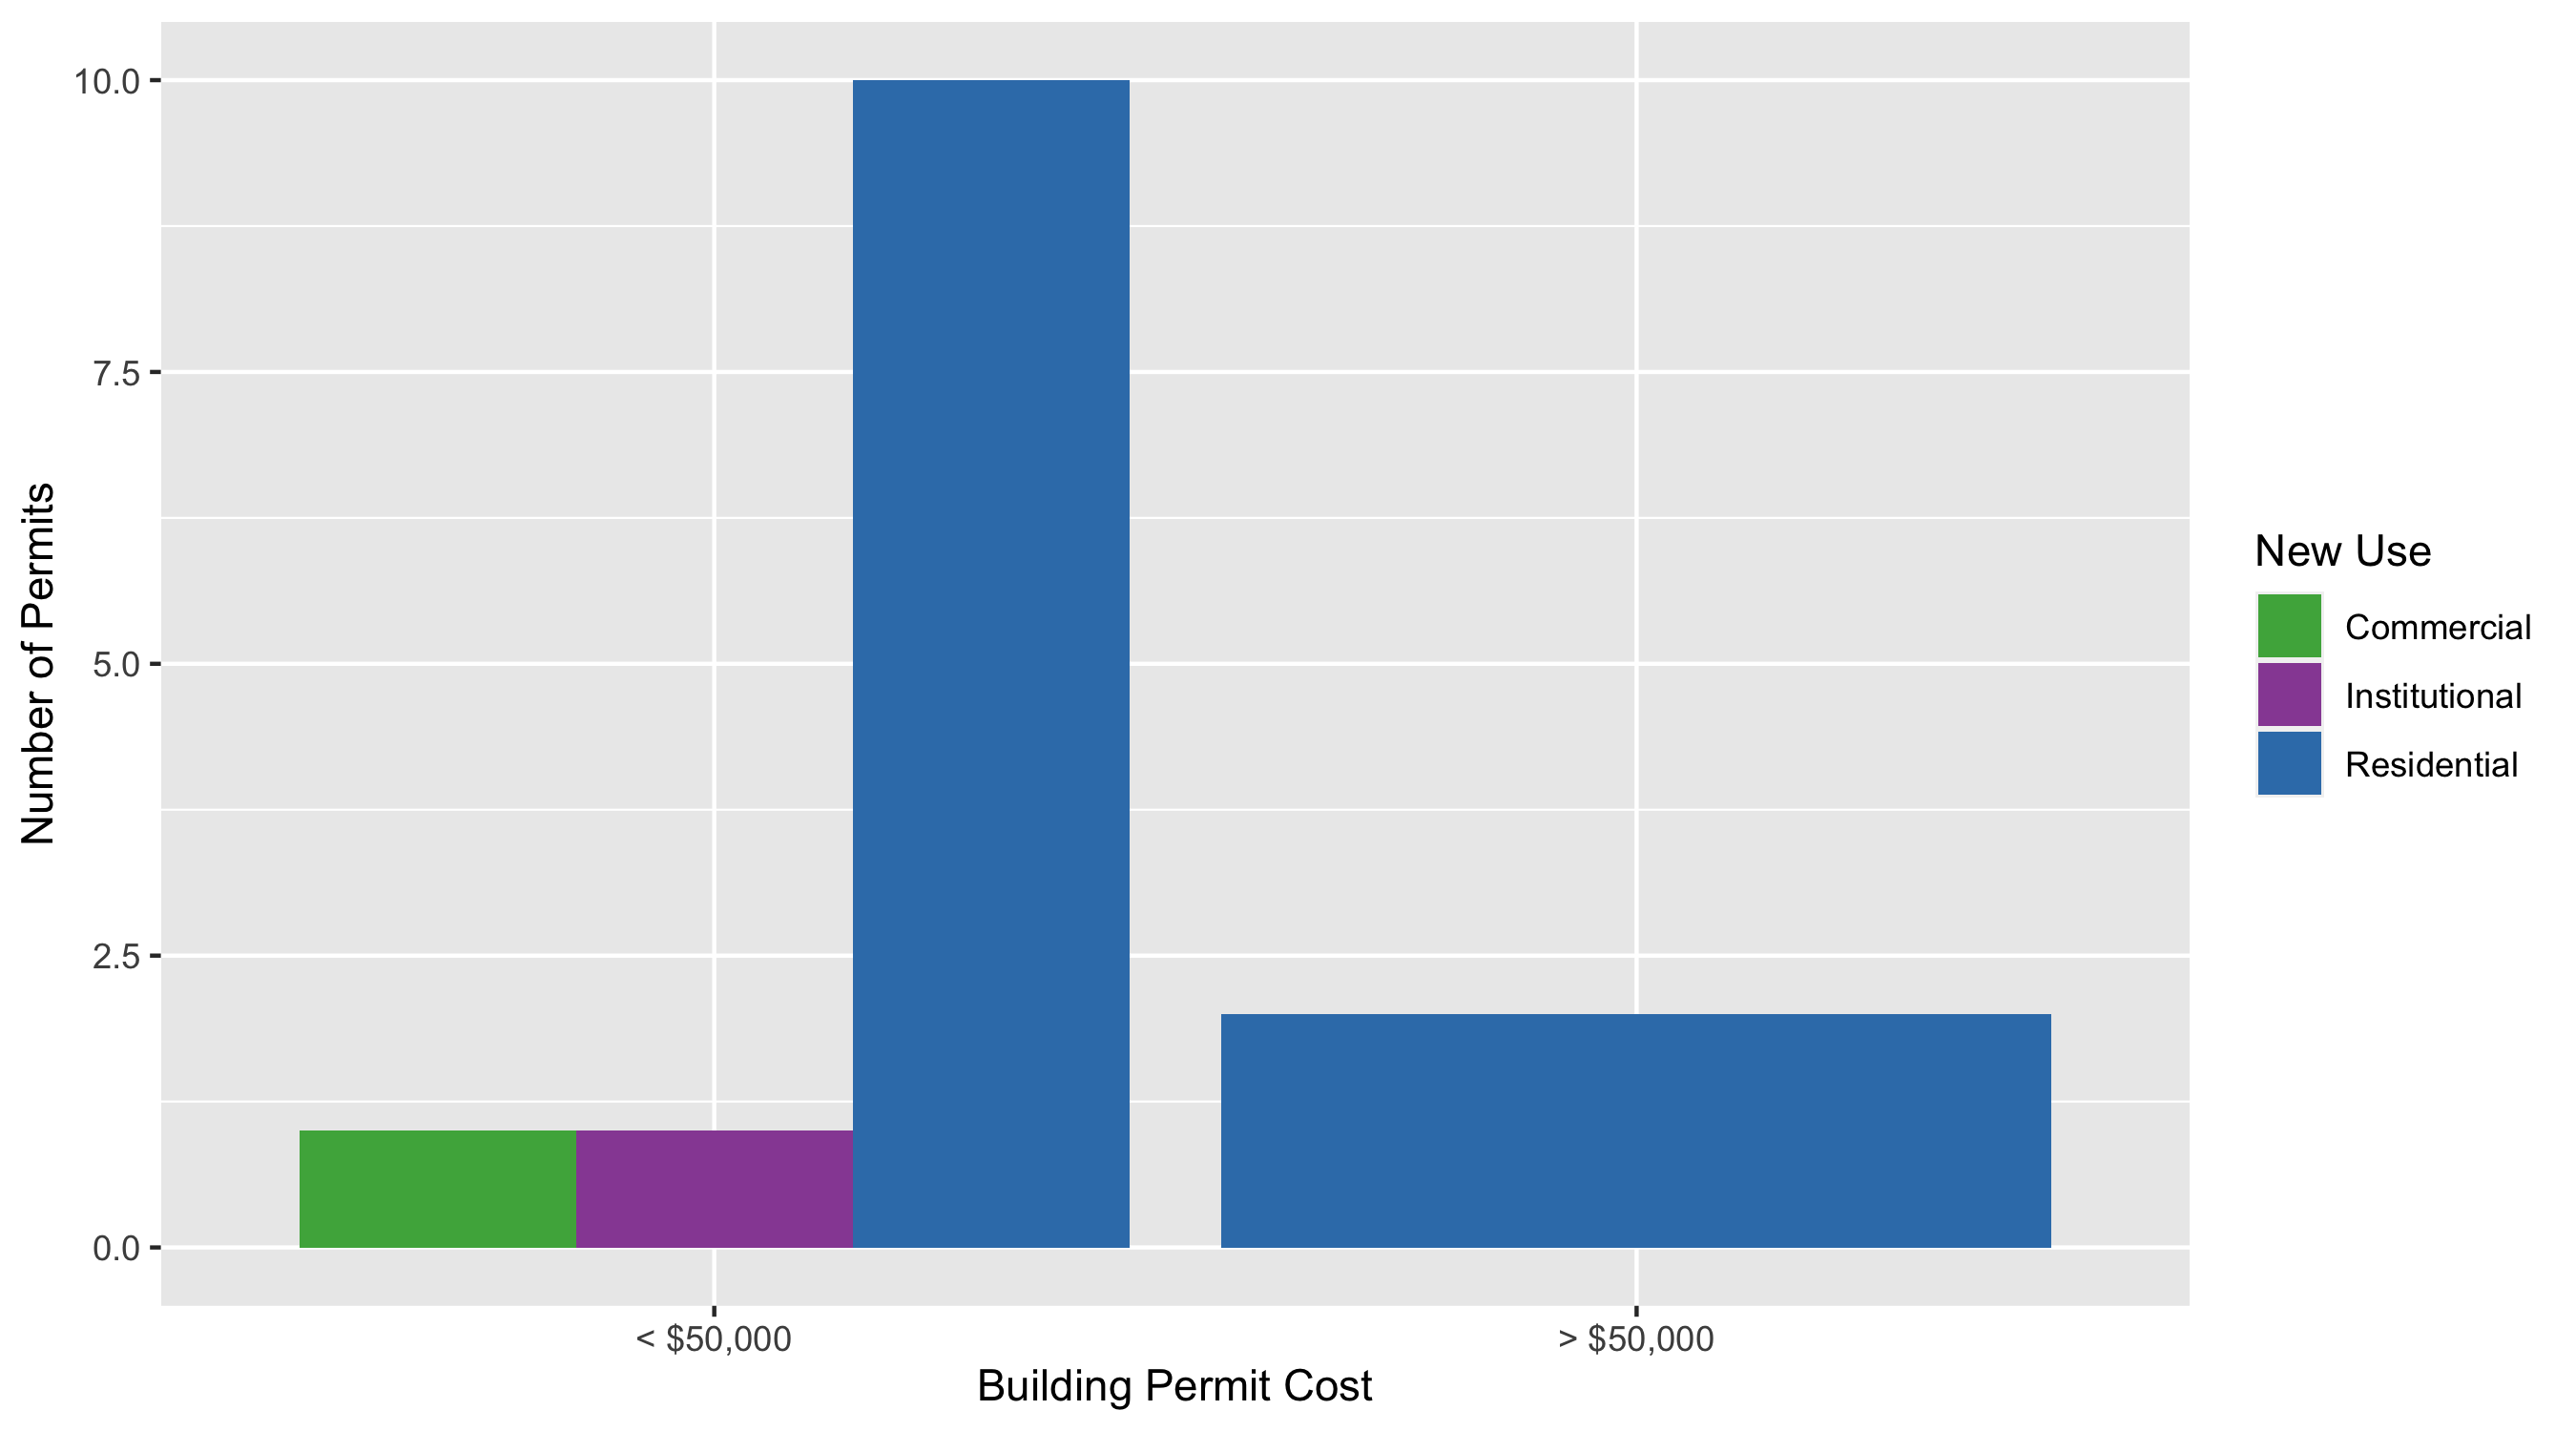 10.0
7.5
5.0
2.5
0.0
Number of Permits
< $50,000
> $50,000
Building Permit Cost
New Use
Commercial
Institutional
Residential